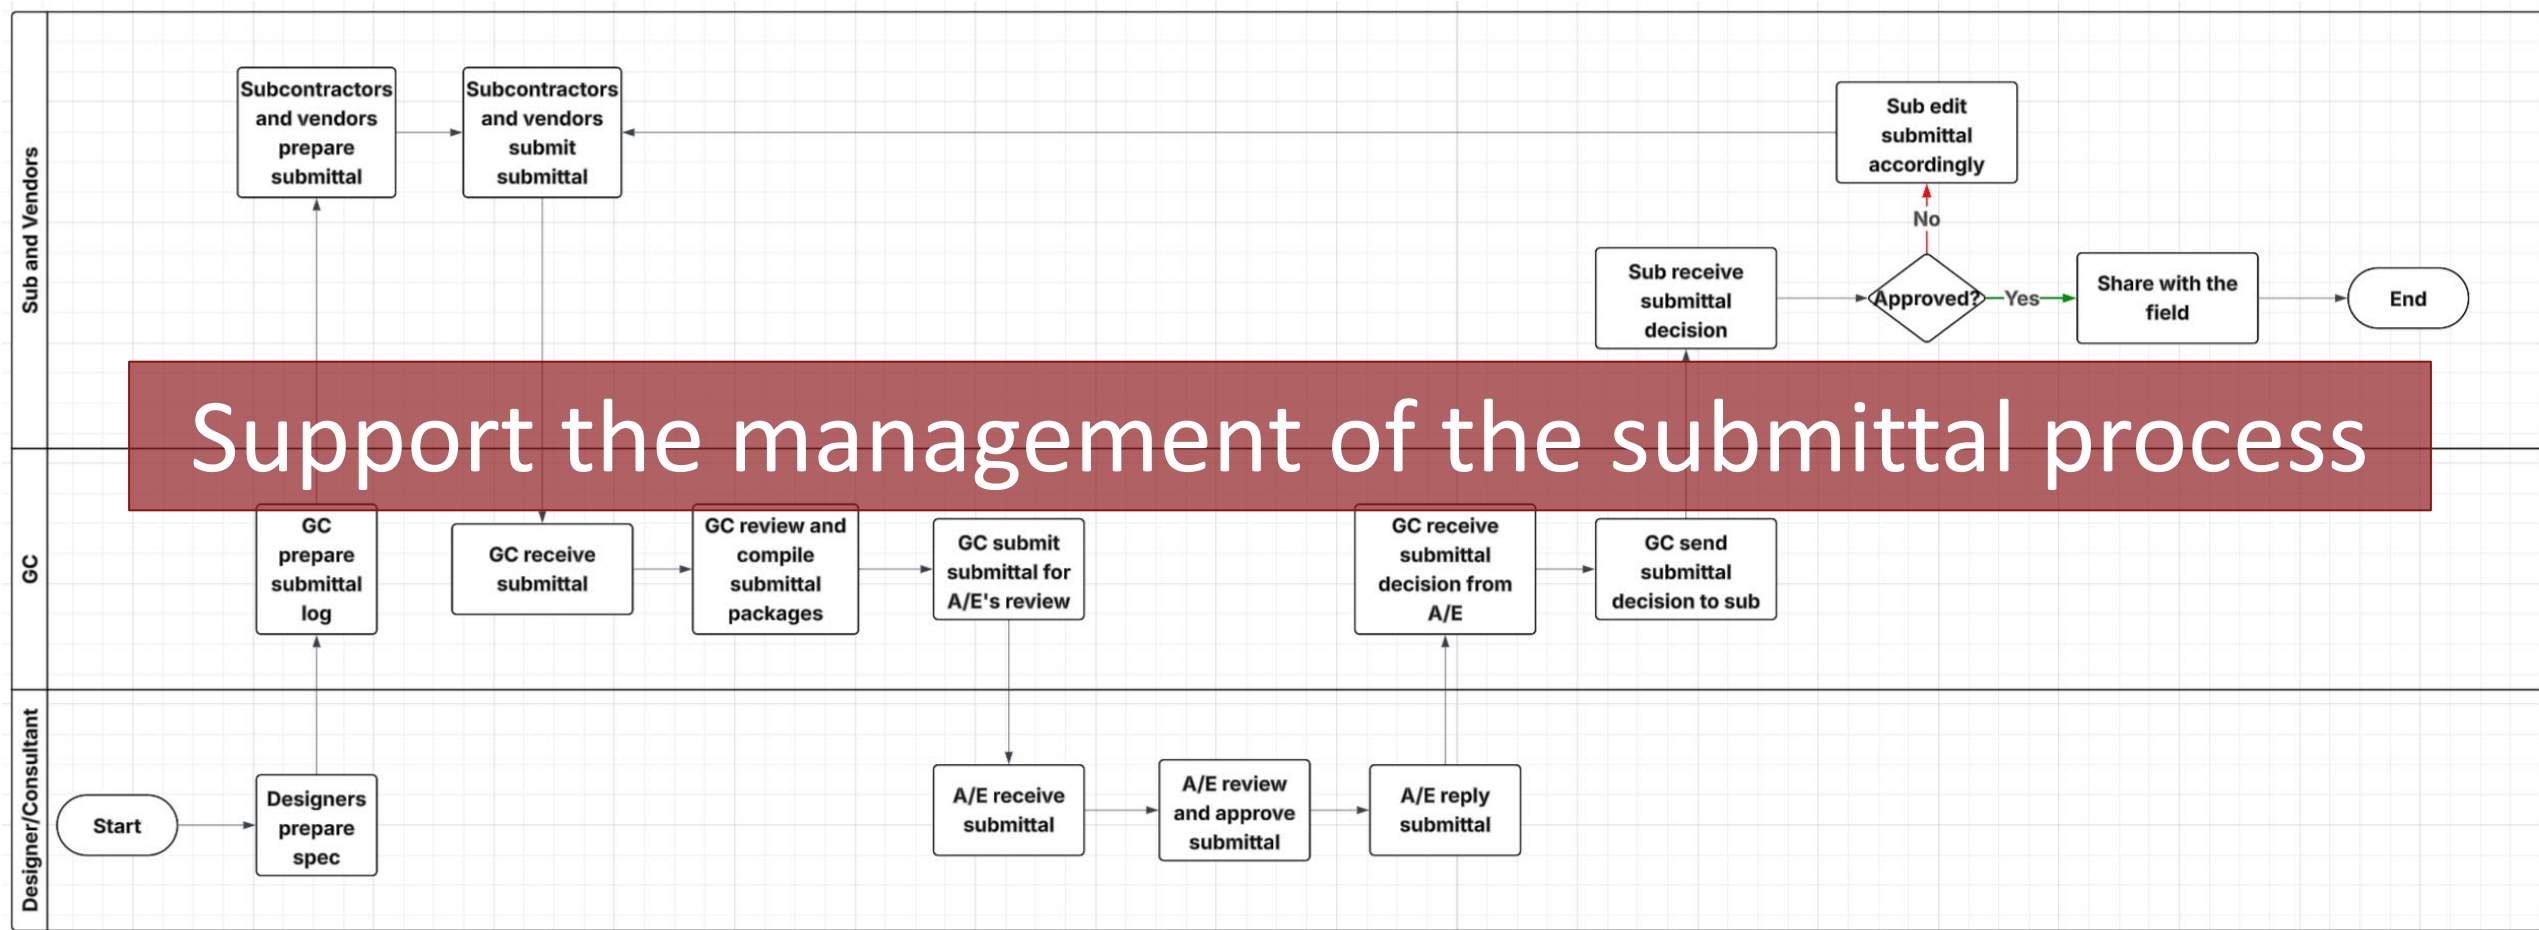 Sub and Vendors
Subcontractors
and vendors
prepare
submittal
Subcontractors
and vendors
submit
submittal
Sub edit
submittal
accordingly
No
Sub receive
submittal
decision
Approved?
Yes
Share with the
field
End
Support the management of the submittal process
GC
GC
prepare
submittal
log
GC receive
submittal
GC review and
compile
submittal
packages
GC submit
submittal for
A/E's review
GC receive
submittal
decision from
A/E
GC send
submittal
decision to sub
Designer/Consultant
Start
Designers
prepare
spec
A/E receive
submittal
A/E review
and approve
submittal
A/E reply
submittal